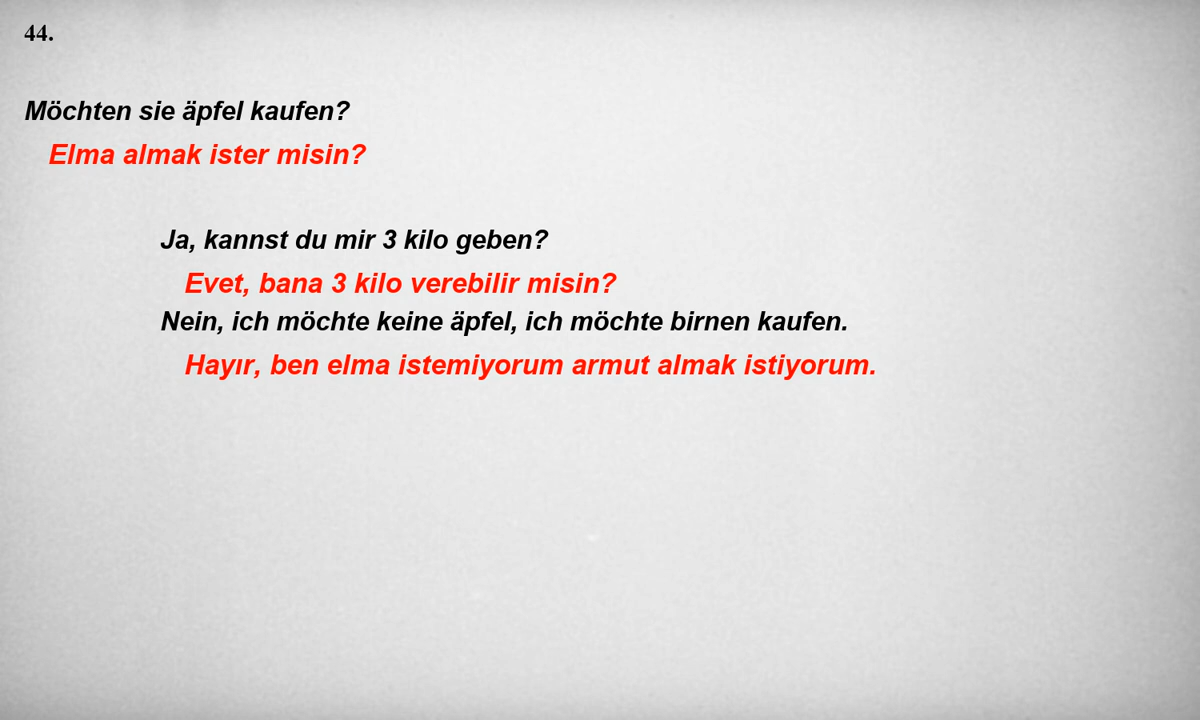 44.
Möchten sie äpfel kaufen?
Elma almak ister misin?
Ja, kannst du mir 3 kilo geben?
Evet, bana 3 kilo verebilir misin?
Nein, ich möchte keine äpfel, ich möchte birnen kaufen.
Hayır, ben elma istemiyorum armut almak istiyorum.